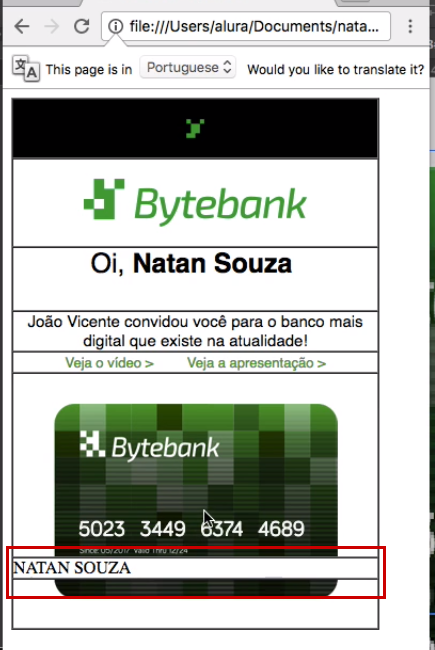 file:///Users/alura/Documents/nata...
This page is in Portuguese Would you like to translate it?
Bytebank
Oi, Natan Souza
João Vicente convidou você para o banco mais
digital que existe na atualidade!
Veja o vídeo > Veja a apresentação >
Bytebank
5023 3449 6374 4689
Since 05/2017 Valid Thru 12/24
NATAN SOUZA